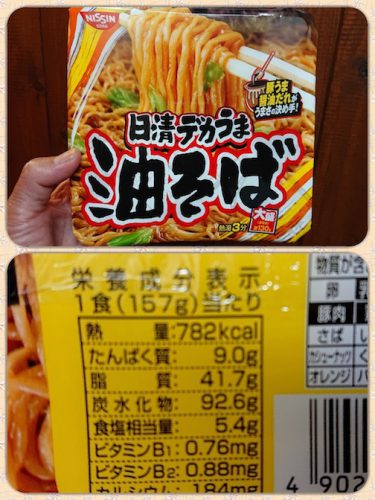 NISSIN
豚うま
醤油だれが
うまさの決め手!
日清デカうま
油そば
大盛
熱湯3分
栄養成分表示
1食(157g)当たり
熱量:782kcal
たんぱく質: 9.0g
脂質: 41.7g
炭水化物: 92.6g
食塩相当量: 5.4g
ビタミンB₁: 0.76mg
ビタミンB₂: 0.88mg
カルシウム: 184mg
物質が含
卵
豚肉
さば
カシューナッツ
オレンジ
4 902